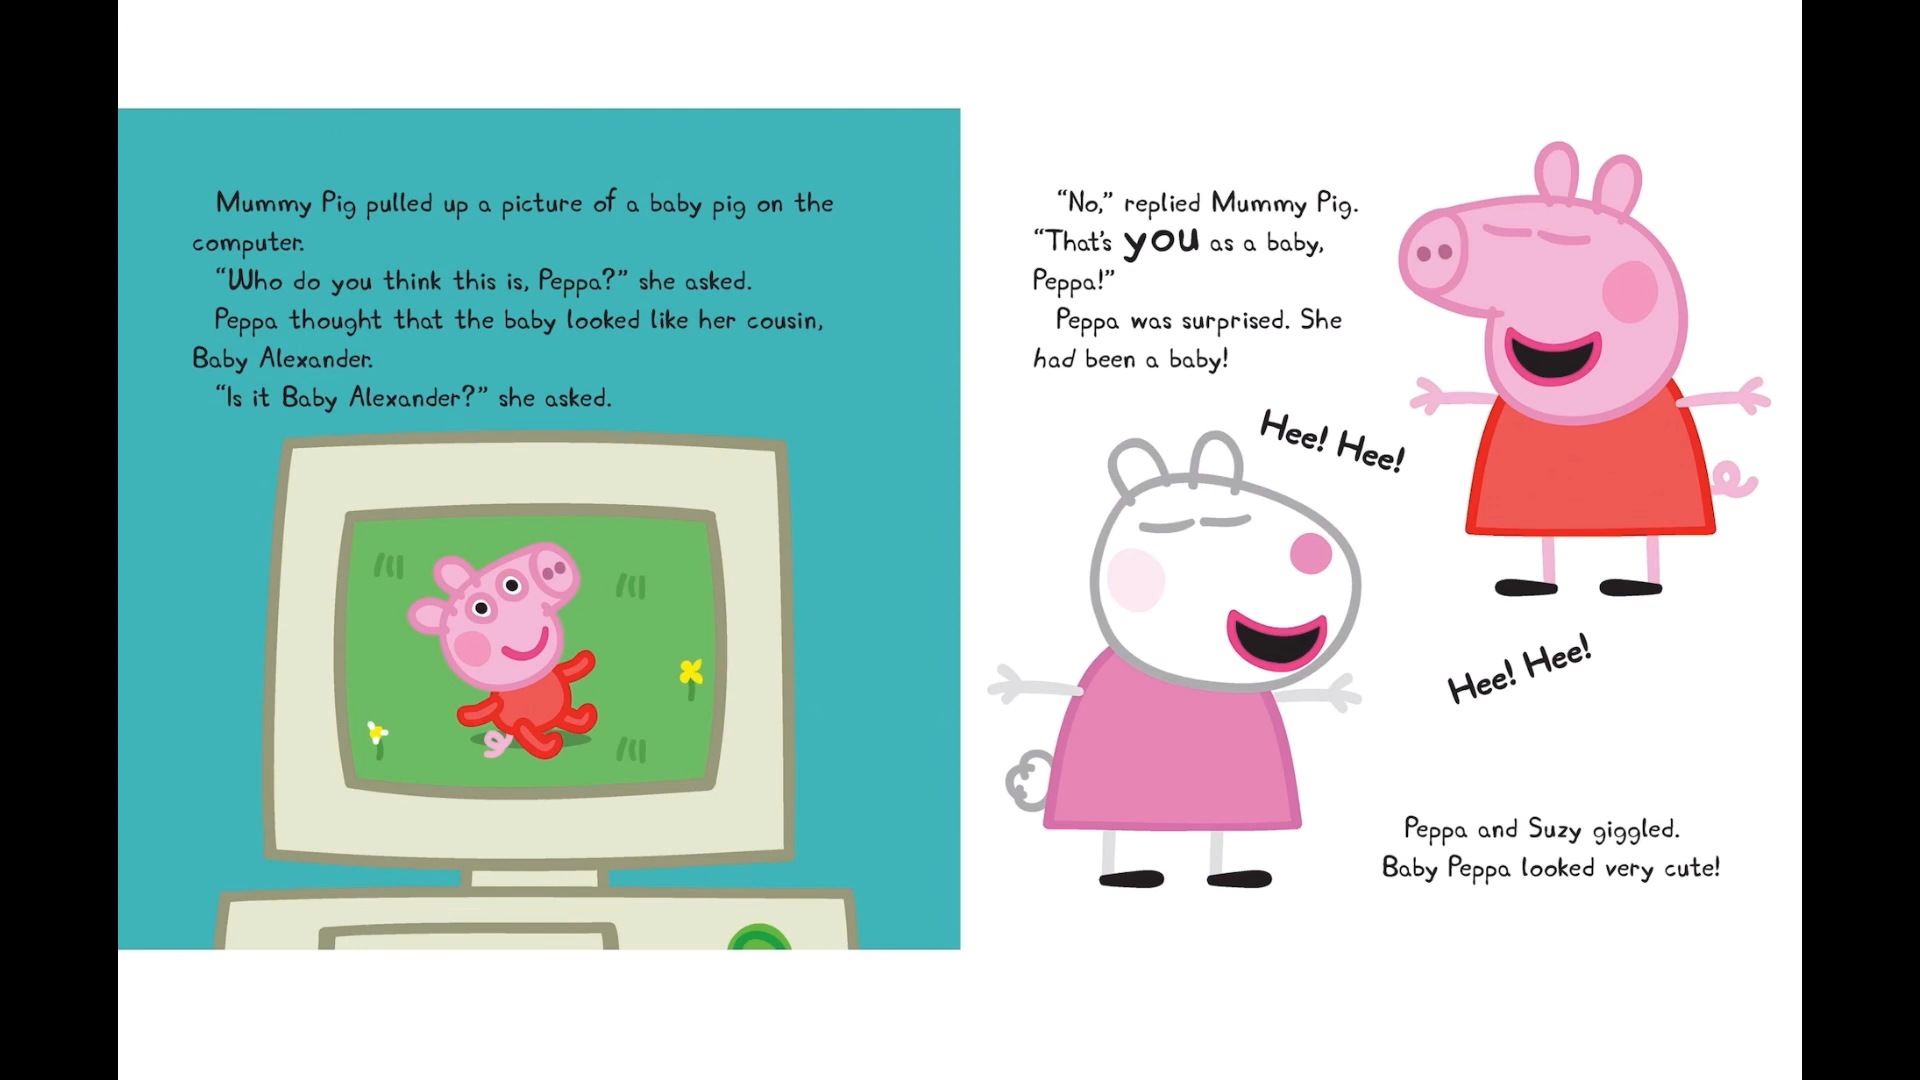 Mummy Pig pulled up a picture of a baby pig on the
computer.
“Who do you think this is, Peppa?” she asked.
Peppa thought that the baby looked like her cousin,
Baby Alexander.
“Is it Baby Alexander?” she asked.
“No,” replied Mummy Pig.
“That’s you as a baby,
Peppa!”
Peppa was surprised. She
had been a baby!
Hee! Hee!
Hee! Hee!
Peppa and Suzy giggled.
Baby Peppa looked very cute!